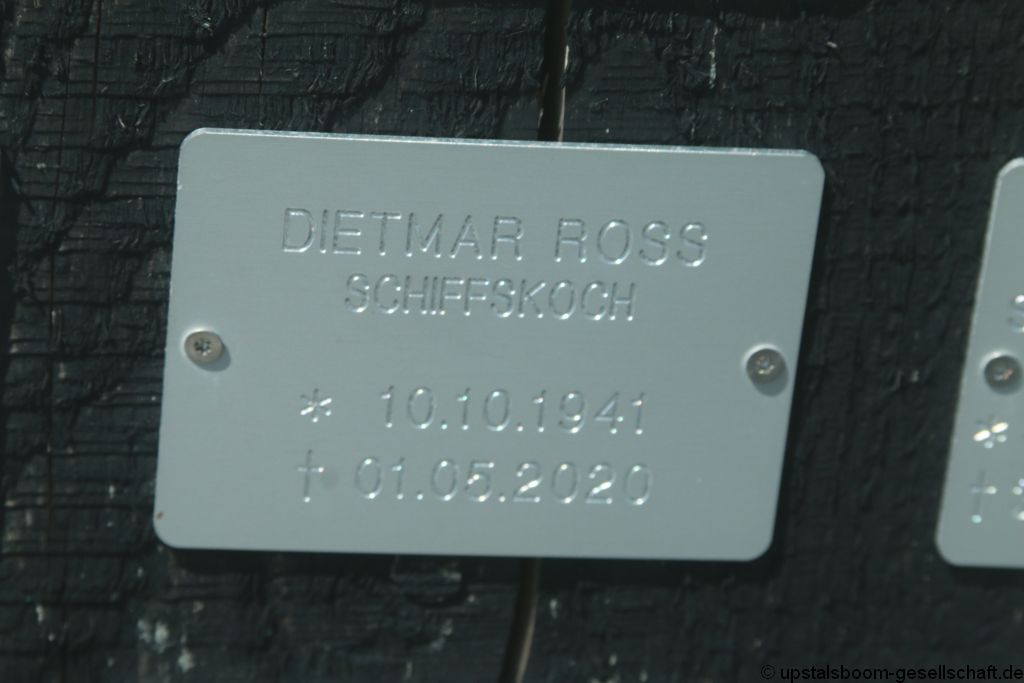 DIETMAR ROSS
SCHIFFSKOCH
* 10.10.1941
† 01.05.2020
*
†
© upstalsboom-gesellschaft.de